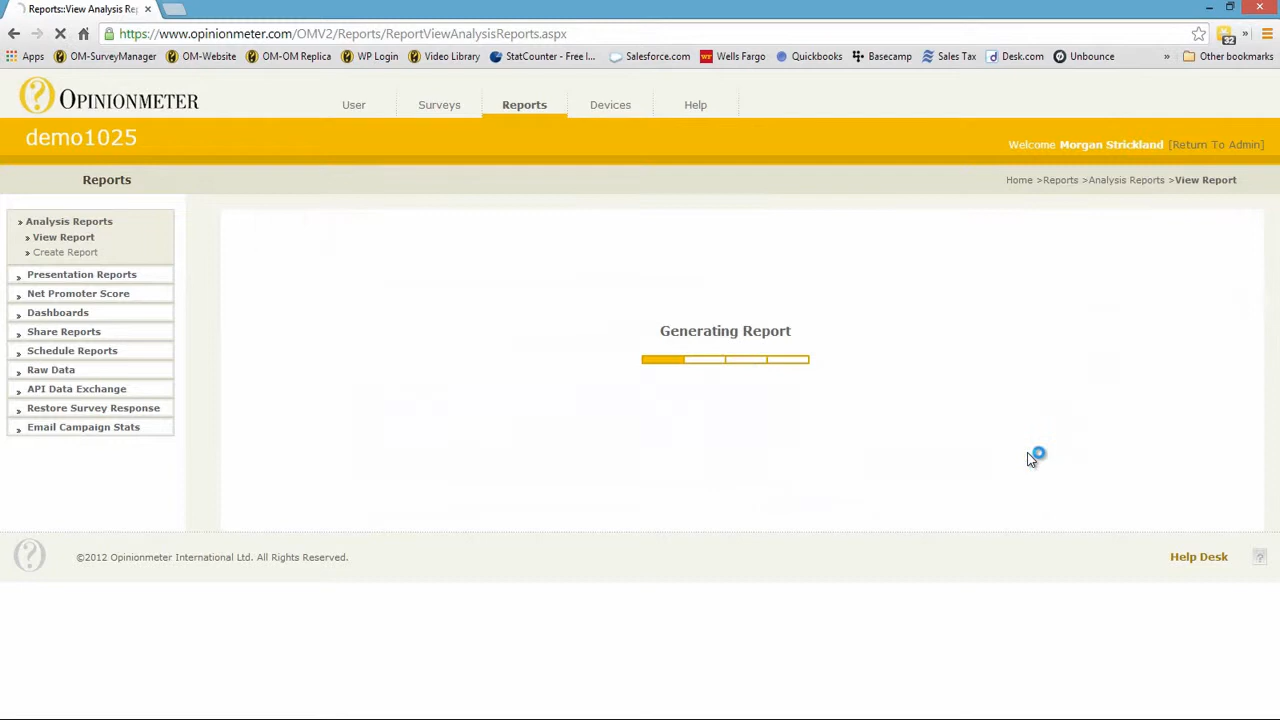 Reports::View Analysis Re
https://www.opinionmeter.com/OMV2/Reports/ReportViewAnalysisReports.aspx
Apps OM-SurveyManager OM-Website OM-OM Replica WP Login Video Library StatCounter - Free I... Salesforce.com Wells Fargo Quickbooks Basecamp Sales Tax Desk.com Unbounce » Other bookmarks
92
OPINIONMETER
User Surveys Reports Devices Help
demo1025
Welcome Morgan Strickland [Return To Admin]
Reports
Home >Reports >Analysis Reports >View Report
Analysis Reports
View Report
Create Report
Presentation Reports
Net Promoter Score
Dashboards
Share Reports
Schedule Reports
Raw Data
API Data Exchange
Restore Survey Response
Email Campaign Stats
Generating Report
©2012 Opinionmeter International Ltd. All Rights Reserved.
Help Desk ?